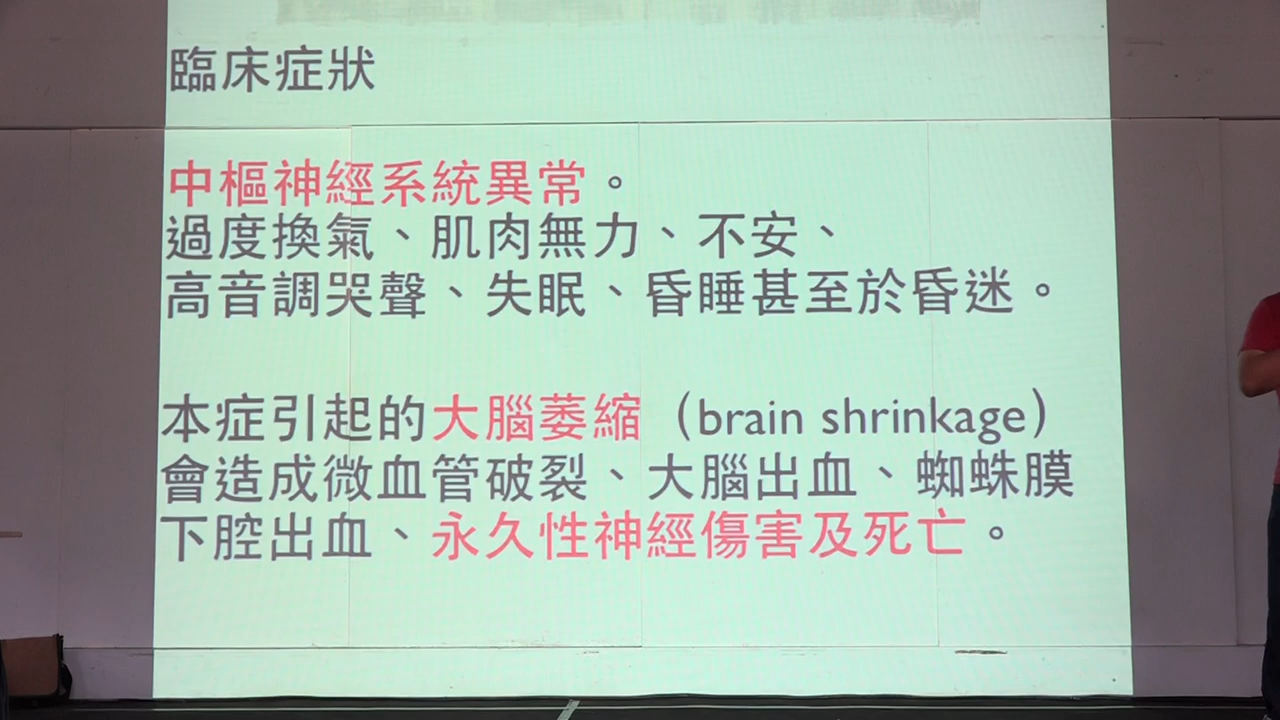 臨床症狀
中樞神經系統異常。
過度換氣、肌肉無力、不安、
高音調哭聲、失眠、昏睡甚至於昏迷。
本症引起的大腦萎縮（brain shrinkage）
會造成微血管破裂、大腦出血、蜘蛛膜
下腔出血、永久性神經傷害及死亡。